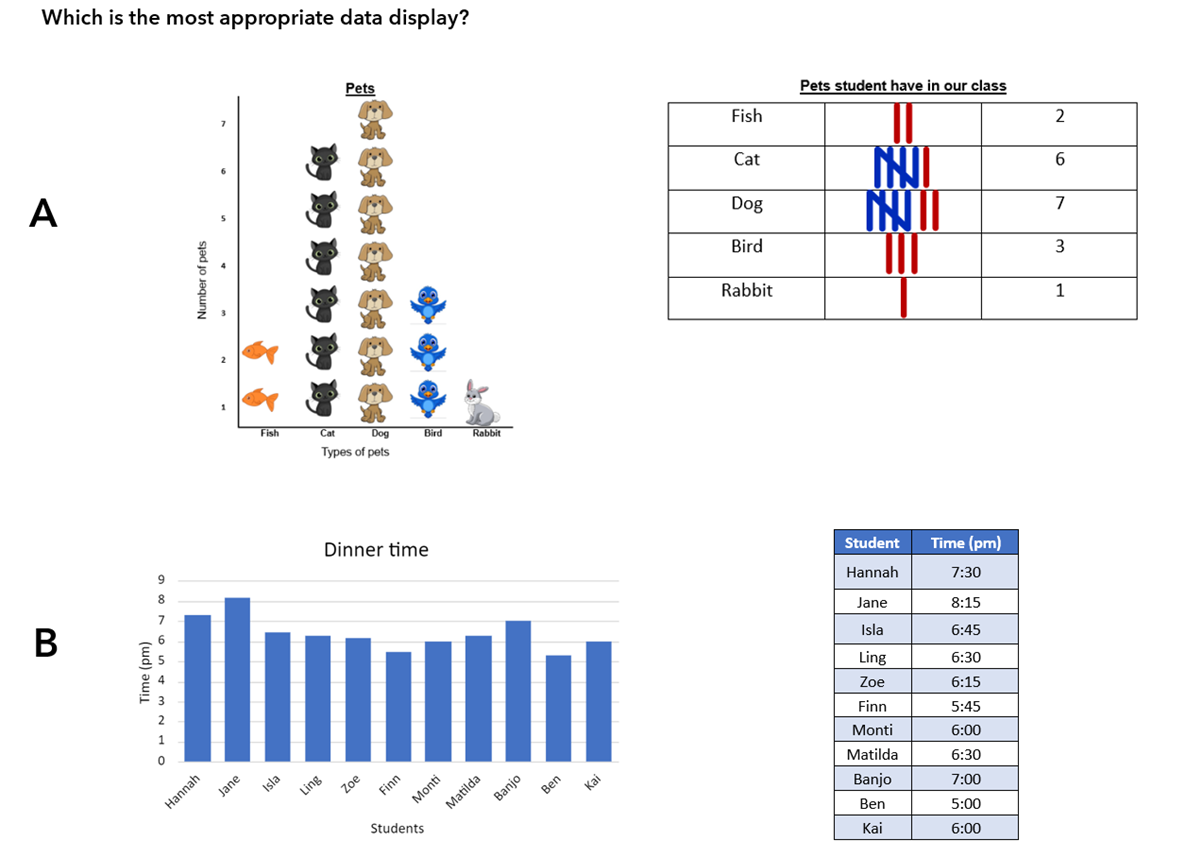 Which is the most appropriate data display?
A
Pets
7
6
5
4
3
2
1
Number of pets
Fish Cat Dog Bird Rabbit
Types of pets
Pets student have in our class
Fish 2
Cat 6
Dog 7
Bird 3
Rabbit 1
B
Dinner time
9
8
7
6
5
4
3
2
1
0
Time (pm)
Hannah Jane Isla Ling Zoe Finn Monti Matilda Banjo Ben Kai
Students
Student Time (pm)
Hannah 7:30
Jane 8:15
Isla 6:45
Ling 6:30
Zoe 6:15
Finn 5:45
Monti 6:00
Matilda 6:30
Banjo 7:00
Ben 5:00
Kai 6:00